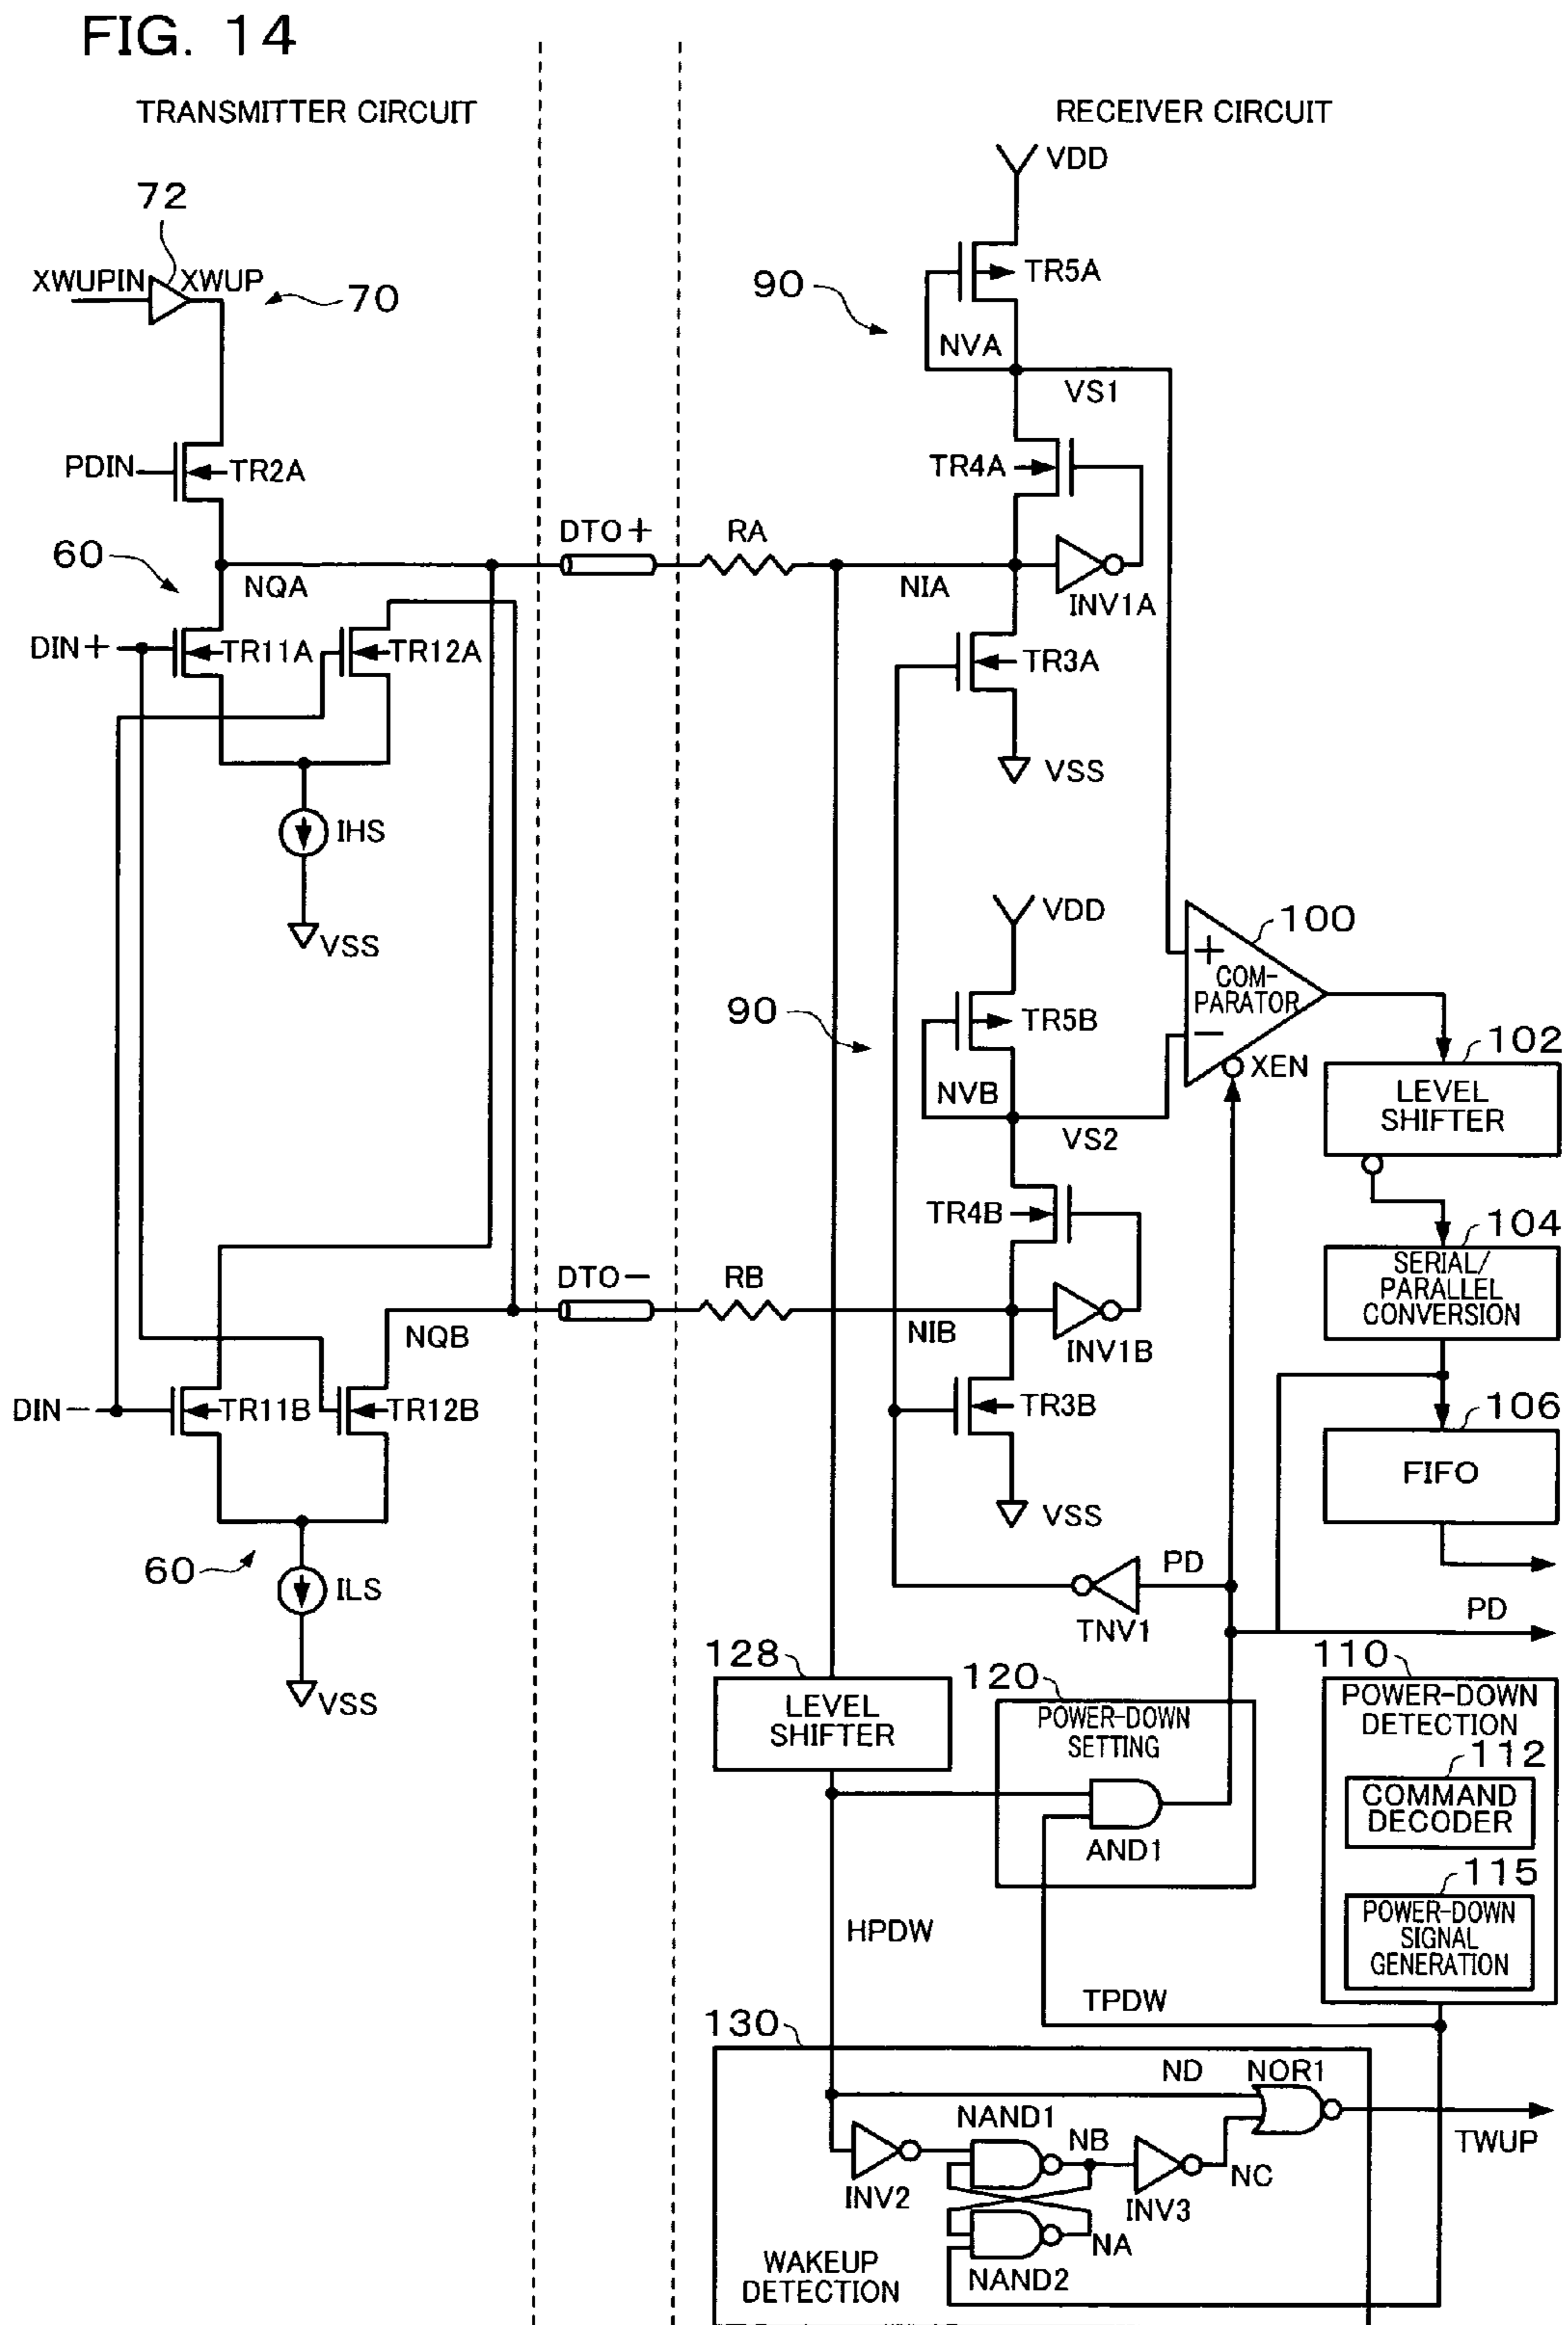 FIG. 14
TRANSMITTER CIRCUIT
RECEIVER CIRCUIT
VDD
72
XWUPIN
XWUP
70
90
TR5A
NVA
VS1
PDIN
TR2A
TR4A
60
NQA
DTO+
RA
NIA
INV1A
DIN+
TR11A
TR12A
TR3A
VSS
IHS
VSS
VDD
100
+
COM-
PARATOR
−
XEN
90
TR5B
NVB
VS2
102
LEVEL
SHIFTER
TR4B
104
SERIAL/
PARALLEL
CONVERSION
DTO−
RB
NQB
NIB
INV1B
DIN−
TR11B
TR12B
TR3B
106
FIFO
VSS
60
ILS
VSS
PD
TNV1
PD
128
LEVEL
SHIFTER
120
POWER-DOWN
SETTING
AND1
110
POWER-DOWN
DETECTION
112
COMMAND
DECODER
115
POWER-DOWN
SIGNAL
GENERATION
HPDW
TPDW
130
ND
NOR1
TWUP
NAND1
NB
NC
INV2
INV3
NA
NAND2
WAKEUP
DETECTION